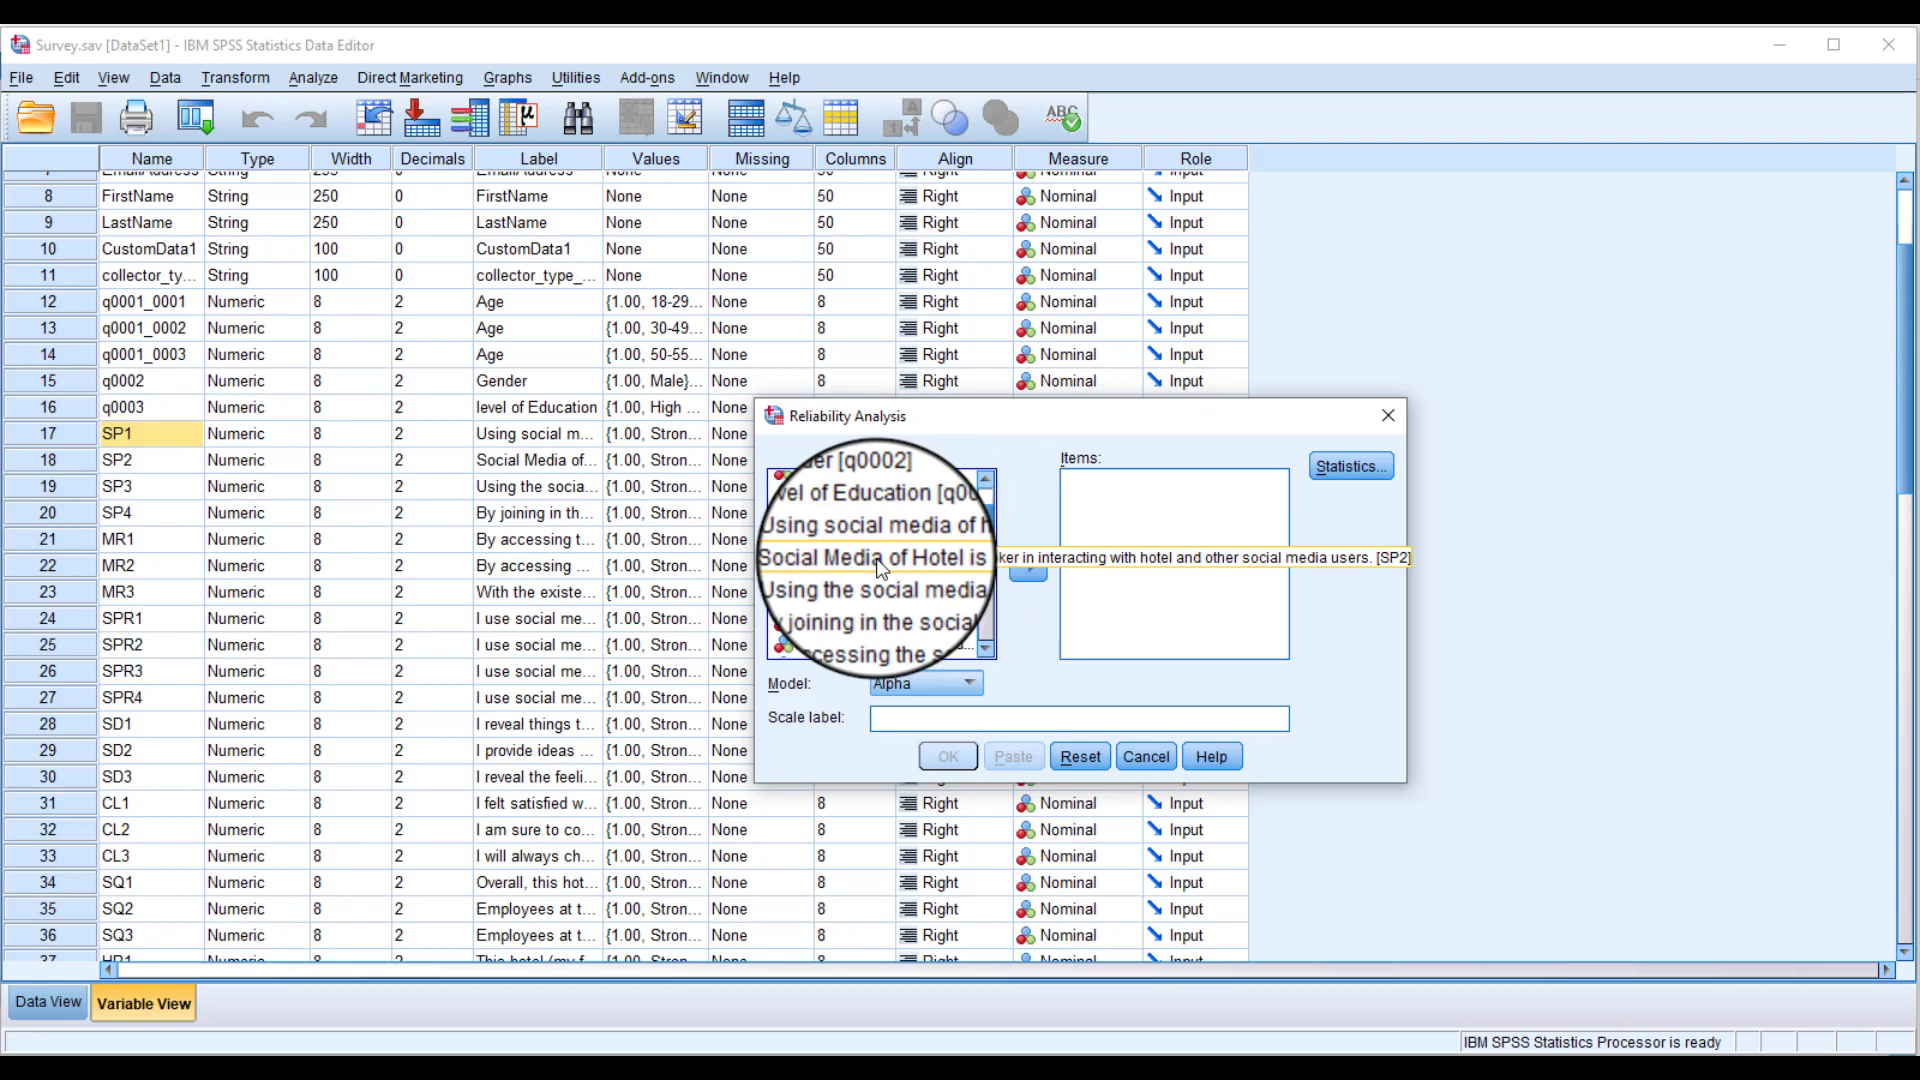 Survey.sav [DataSet1] - IBM SPSS Statistics Data Editor
File Edit View Data Transform Analyze Direct Marketing Graphs Utilities Add-ons Window Help
Name Type Width Decimals Label Values Missing Columns Align Measure Role
8 FirstName String 250 0 FirstName None None 50 Right Nominal Input
9 LastName String 250 0 LastName None None 50 Right Nominal Input
10 CustomData1 String 100 0 CustomData1 None None 50 Right Nominal Input
11 collector_ty... String 100 0 collector_type_... None None 50 Right Nominal Input
12 q0001_0001 Numeric 8 2 Age {1.00, 18-29... None 8 Right Nominal Input
13 q0001_0002 Numeric 8 2 Age {1.00, 30-49... None 8 Right Nominal Input
14 q0001_0003 Numeric 8 2 Age {1.00, 50-55... None 8 Right Nominal Input
15 q0002 Numeric 8 2 Gender {1.00, Male}... None 8 Right Nominal Input
16 q0003 Numeric 8 2 level of Education {1.00, High ... None
17 SP1 Numeric 8 2 Using social m... {1.00, Stron... None
18 SP2 Numeric 8 2 Social Media of... {1.00, Stron... None
19 SP3 Numeric 8 2 Using the socia... {1.00, Stron... None
20 SP4 Numeric 8 2 By joining in th... {1.00, Stron... None
21 MR1 Numeric 8 2 By accessing t... {1.00, Stron... None
22 MR2 Numeric 8 2 By accessing ... {1.00, Stron... None
23 MR3 Numeric 8 2 With the existe... {1.00, Stron... None
24 SPR1 Numeric 8 2 I use social me... {1.00, Stron... None
25 SPR2 Numeric 8 2 I use social me... {1.00, Stron... None
26 SPR3 Numeric 8 2 I use social me... {1.00, Stron... None
27 SPR4 Numeric 8 2 I use social me... {1.00, Stron... None
28 SD1 Numeric 8 2 I reveal things t... {1.00, Stron... None
29 SD2 Numeric 8 2 I provide ideas ... {1.00, Stron... None
30 SD3 Numeric 8 2 I reveal the feeli... {1.00, Stron... None
31 CL1 Numeric 8 2 I felt satisfied w... {1.00, Stron... None 8 Right Nominal Input
32 CL2 Numeric 8 2 I am sure to co... {1.00, Stron... None 8 Right Nominal Input
33 CL3 Numeric 8 2 I will always ch... {1.00, Stron... None 8 Right Nominal Input
34 SQ1 Numeric 8 2 Overall, this hot... {1.00, Stron... None 8 Right Nominal Input
35 SQ2 Numeric 8 2 Employees at t... {1.00, Stron... None 8 Right Nominal Input
36 SQ3 Numeric 8 2 Employees at t... {1.00, Stron... None 8 Right Nominal Input
Reliability Analysis
Items:
Statistics...
der [q0002]
vel of Education [q00
Using social media of h
Social Media of Hotel is
ker in interacting with hotel and other social media users. [SP2]
Using the social media
joining in the social
ccessing the s
Model: Alpha
Scale label:
OK Paste Reset Cancel Help
Data View Variable View
IBM SPSS Statistics Processor is ready